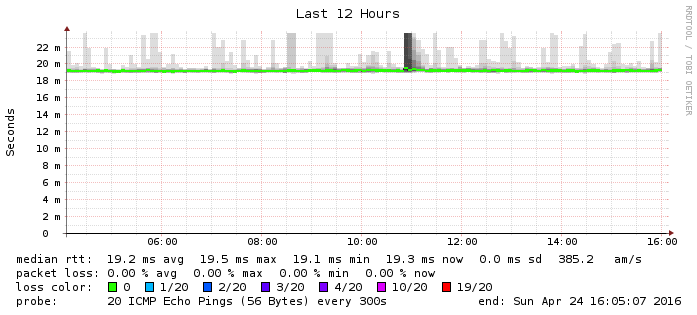 Last 12 Hours
RRDTOOL / TOBI OETIKER
Seconds
22 m
20 m
18 m
16 m
14 m
12 m
10 m
8 m
6 m
4 m
2 m
0
06:00 08:00 10:00 12:00 14:00 16:00
median rtt: 19.2 ms avg 19.5 ms max 19.1 ms min 19.3 ms now 0.0 ms sd 385.2 am/s
packet loss: 0.00 % avg 0.00 % max 0.00 % min 0.00 % now
loss color: 0 1/20 2/20 3/20 4/20 10/20 19/20
probe: 20 ICMP Echo Pings (56 Bytes) every 300s end: Sun Apr 24 16:05:07 2016